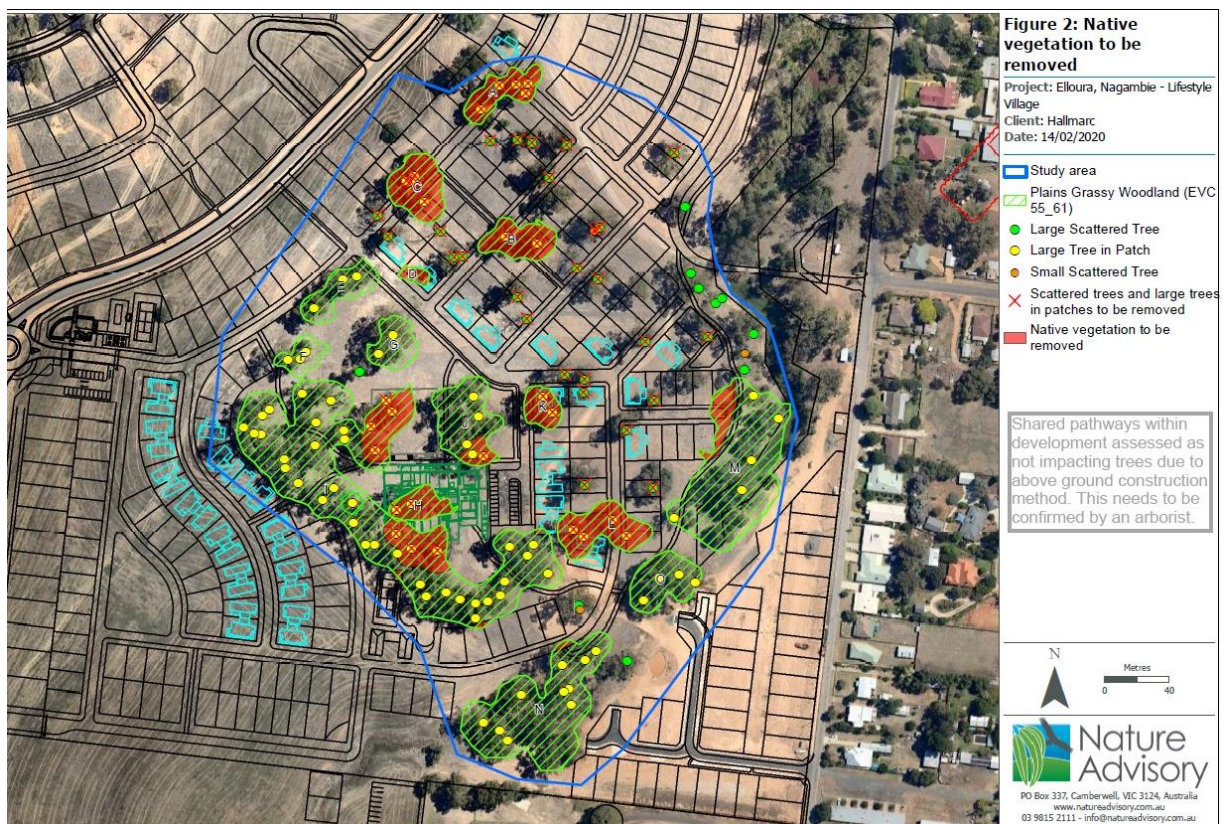 Figure 2: Native
vegetation to be
removed
Project: Elloura, Nagambie - Lifestyle
Village
Client: Hallmarc
Date: 14/02/2020
Study area
Plains Grassy Woodland (EVC
55_61)
Large Scattered Tree
Large Tree in Patch
Small Scattered Tree
Scattered trees and large trees
in patches to be removed
Native vegetation to be
removed
Shared pathways within
development assessed as
not impacting trees due to
above ground construction
method. This needs to be
confirmed by an arborist.
N
Metres
0 40
Nature
Advisory
PO Box 337, Camberwell, VIC 3124, Australia
www.natureadvisory.com.au
03 9815 2111 - info@natureadvisory.com.au
A
C
B
D
E
F
G
K
J
M
I
H
L
O
N